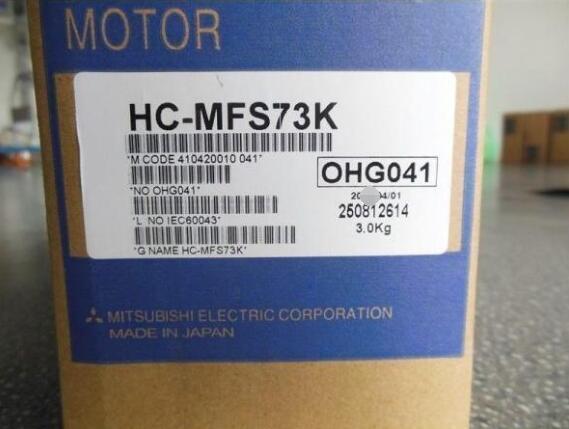 MOTOR
HC-MFS73K
*M CODE 410420010 041*
OHG041
*NO OHG041*
250812614
*L NO IEC60043*
3.0Kg
*G NAME HC-MFS73K*
MITSUBISHI ELECTRIC CORPORATION
MADE IN JAPAN